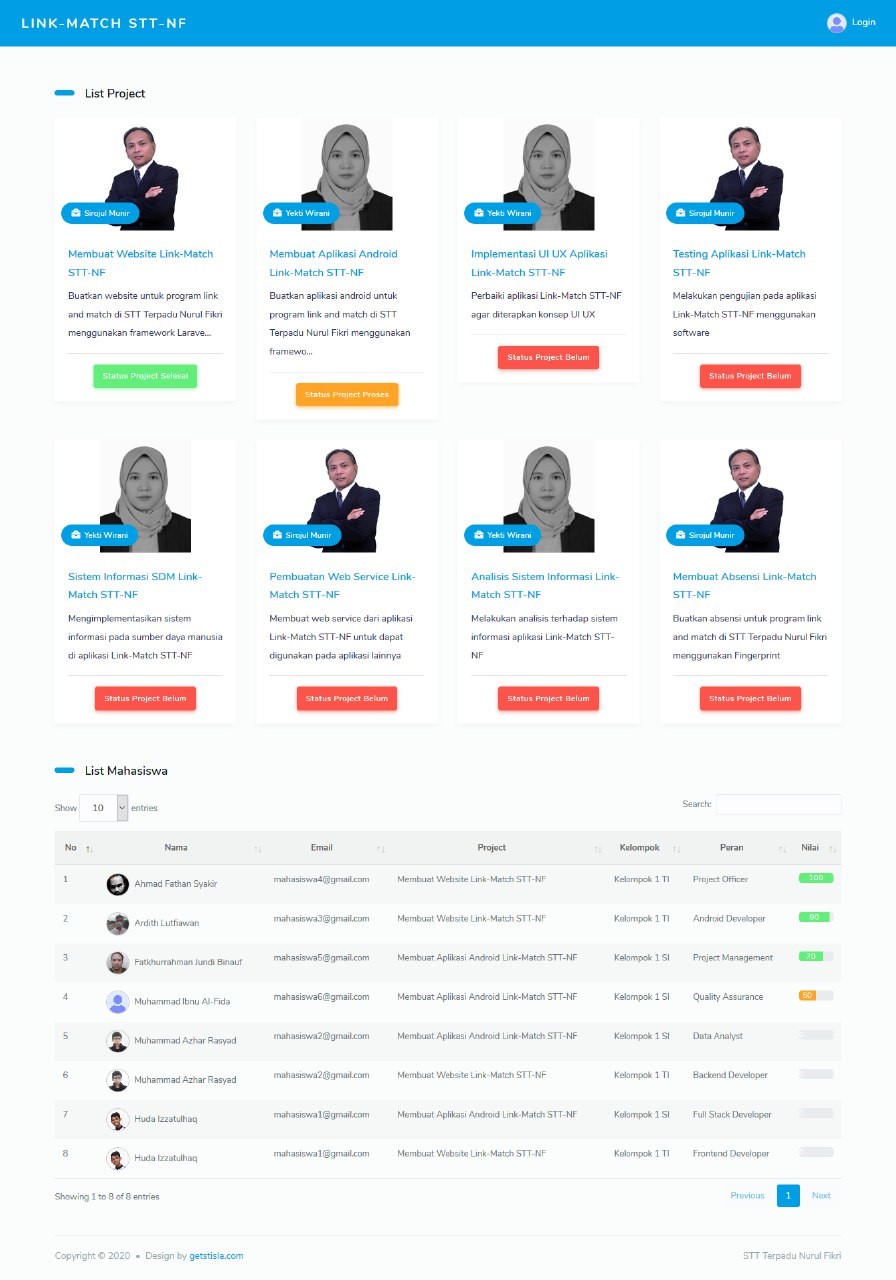 LINK-MATCH STT-NF
Login
List Project
Sirojul Munir
Membuat Website Link-Match
STT-NF
Buatkan website untuk program link
and match di STT Terpadu Nurul Fikri
menggunakan framework Larave...
Status Project Selesai
Yekti Wirani
Membuat Aplikasi Android
Link-Match STT-NF
Buatkan aplikasi android untuk
program link and match di STT
Terpadu Nurul Fikri menggunakan
framewo...
Status Project Proses
Yekti Wirani
Implementasi UI UX Aplikasi
Link-Match STT-NF
Perbaiki aplikasi Link-Match STT-NF
agar diterapkan konsep UI UX
Status Project Belum
Sirojul Munir
Testing Aplikasi Link-Match
STT-NF
Melakukan pengujian pada aplikasi
Link-Match STT-NF menggunakan
software
Status Project Belum
Yekti Wirani
Sistem Informasi SDM Link-
Match STT-NF
Mengimplementasikan sistem
informasi pada sumber daya manusia
di aplikasi Link-Match STT-NF
Status Project Belum
Sirojul Munir
Pembuatan Web Service Link-
Match STT-NF
Membuat web service dari aplikasi
Link-Match STT-NF untuk dapat
digunakan pada aplikasi lainnya
Status Project Belum
Yekti Wirani
Analisis Sistem Informasi Link-
Match STT-NF
Melakukan analisis terhadap sistem
informasi aplikasi Link-Match STT-
NF
Status Project Belum
Sirojul Munir
Membuat Absensi Link-Match
STT-NF
Buatkan absensi untuk program link
and match di STT Terpadu Nurul Fikri
menggunakan Fingerprint
Status Project Belum
List Mahasiswa
Show 10 entries Search:
No Nama Email Project Kelompok Peran Nilai
1 Ahmad Fathan Syakir mahasiswa4@gmail.com Membuat Website Link-Match STT-NF Kelompok 1 TI Project Officer 100
2 Ardith Lutfiawan mahasiswa3@gmail.com Membuat Website Link-Match STT-NF Kelompok 1 TI Android Developer 90
3 Fatkhurrahman Jundi Binauf mahasiswa5@gmail.com Membuat Aplikasi Android Link-Match STT-NF Kelompok 1 SI Project Management 70
4 Muhammad Ibnu Al-Fida mahasiswa6@gmail.com Membuat Aplikasi Android Link-Match STT-NF Kelompok 1 SI Quality Assurance 50
5 Muhammad Azhar Rasyad mahasiswa2@gmail.com Membuat Aplikasi Android Link-Match STT-NF Kelompok 1 SI Data Analyst
6 Muhammad Azhar Rasyad mahasiswa2@gmail.com Membuat Website Link-Match STT-NF Kelompok 1 TI Backend Developer
7 Huda Izzatulhaq mahasiswa1@gmail.com Membuat Aplikasi Android Link-Match STT-NF Kelompok 1 SI Full Stack Developer
8 Huda Izzatulhaq mahasiswa1@gmail.com Membuat Website Link-Match STT-NF Kelompok 1 TI Frontend Developer
Showing 1 to 8 of 8 entries Previous 1 Next
Copyright © 2020 • Design by getstisla.com STT Terpadu Nurul Fikri